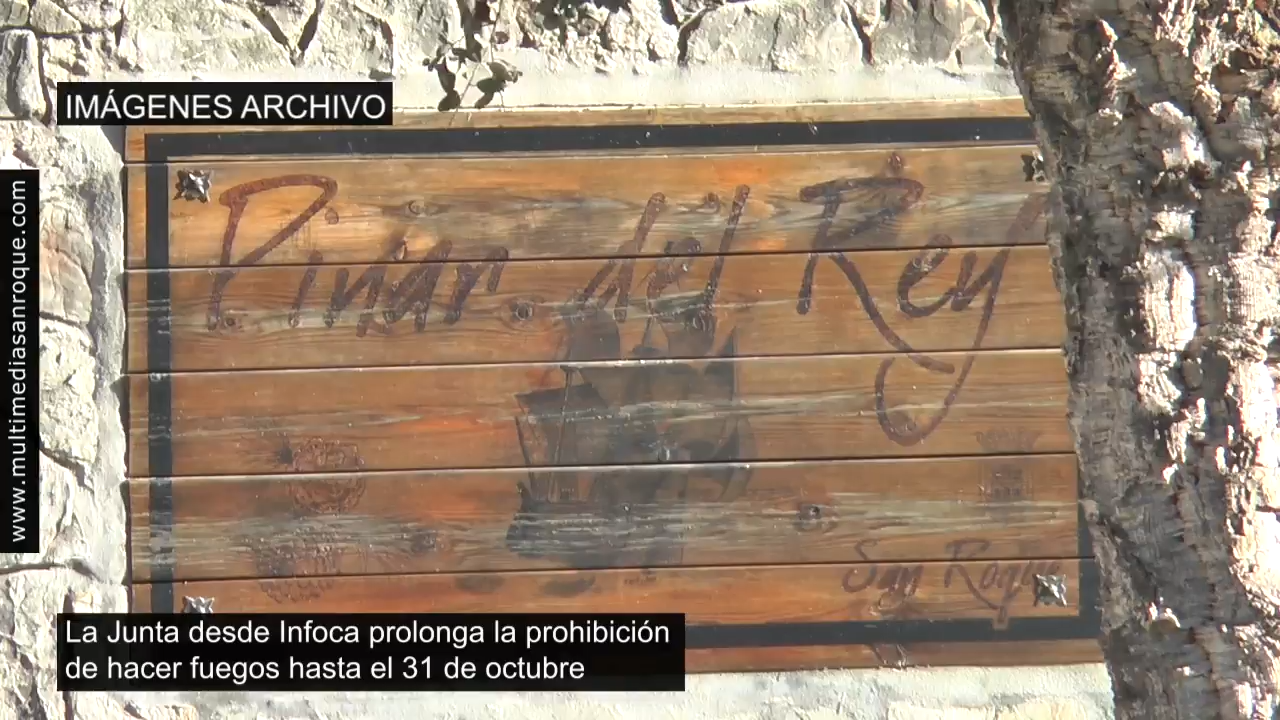 IMÁGENES ARCHIVO
www.multimediasanroque.com
Pinar del Rey
San Roque
La Junta desde Infoca prolonga la prohibición
de hacer fuegos hasta el 31 de octubre